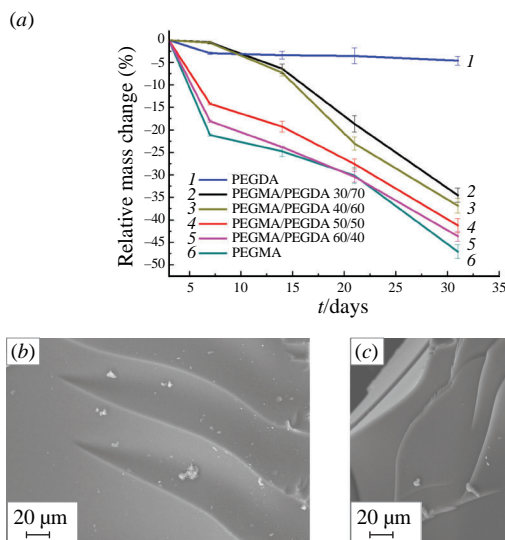 (a)
0
−5
−10
−15
−20
−25
−30
−35
−40
−45
−50
Relative mass change (%)
1 PEGDA
2 PEGMA/PEGDA 30/70
3 PEGMA/PEGDA 40/60
4 PEGMA/PEGDA 50/50
5 PEGMA/PEGDA 60/40
6 PEGMA
1
2
3
4
5
6
5 10 15 20 25 30 35
t/days
(b)
20 μm
(c)
20 μm